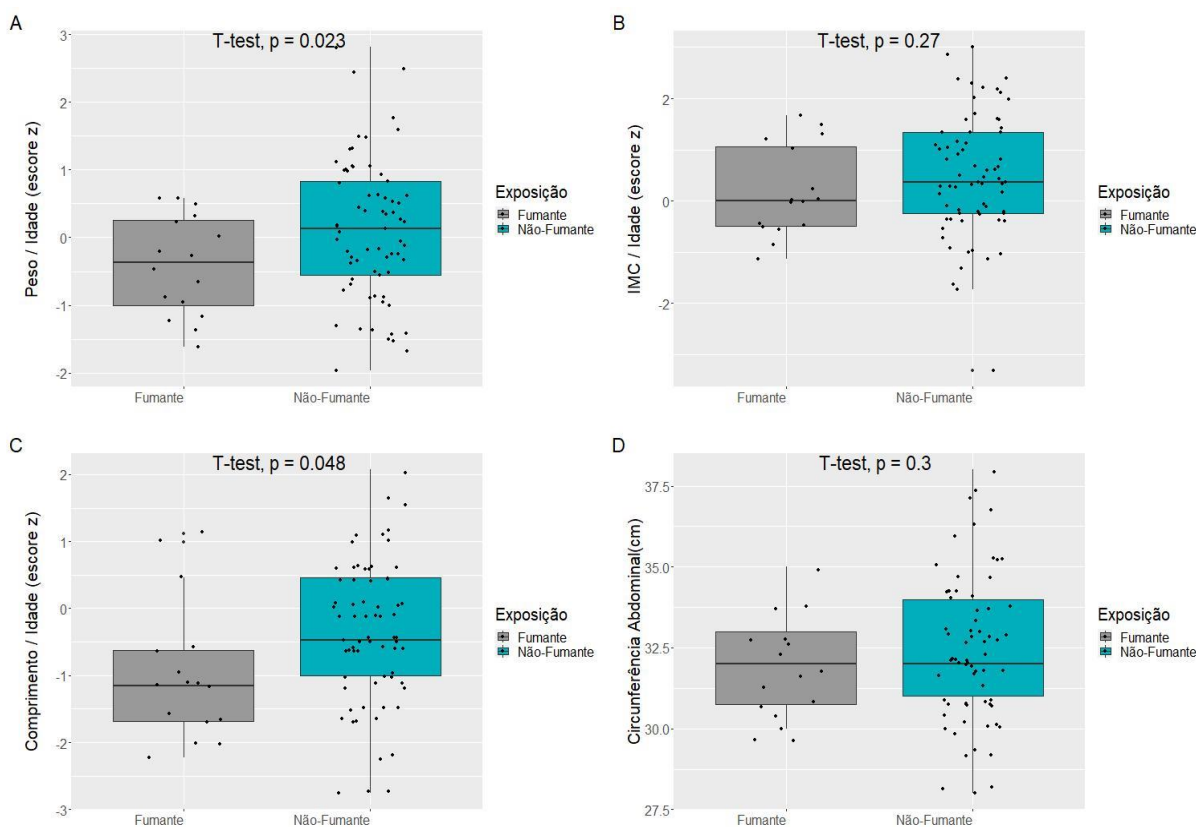 A
T-test, p = 0.023
Peso / Idade (escore z)
3
2
1
0
-1
-2
Fumante
Não-Fumante
Exposição
Fumante
Não-Fumante
B
T-test, p = 0.27
IMC / Idade (escore z)
2
0
-2
Fumante
Não-Fumante
Exposição
Fumante
Não-Fumante
C
T-test, p = 0.048
Comprimento / Idade (escore z)
2
1
0
-1
-2
-3
Fumante
Não-Fumante
Exposição
Fumante
Não-Fumante
D
T-test, p = 0.3
Circunferência Abdominal(cm)
37.5
35.0
32.5
30.0
27.5
Fumante
Não-Fumante
Exposição
Fumante
Não-Fumante